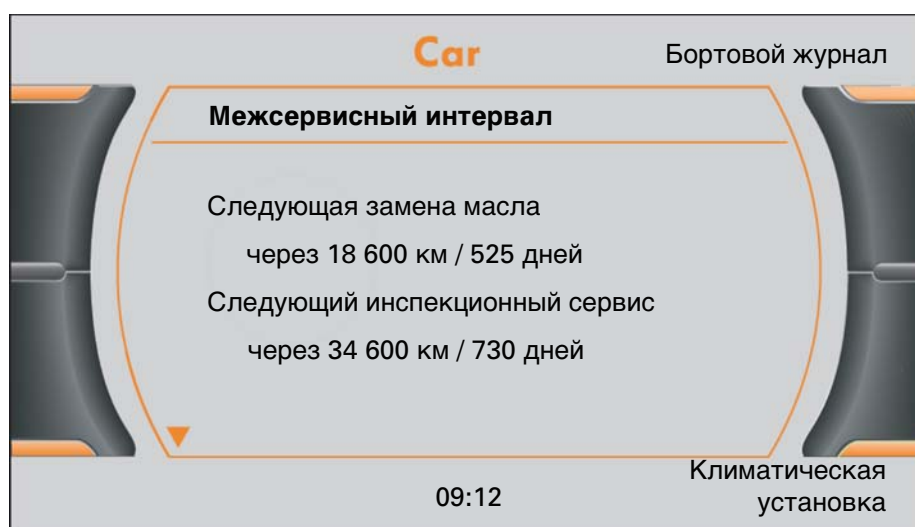 Car
Бортовой журнал
Межсервисный интервал
Следующая замена масла
через 18 600 км / 525 дней
Следующий инспекционный сервис
через 34 600 км / 730 дней
09:12
Климатическая
установка